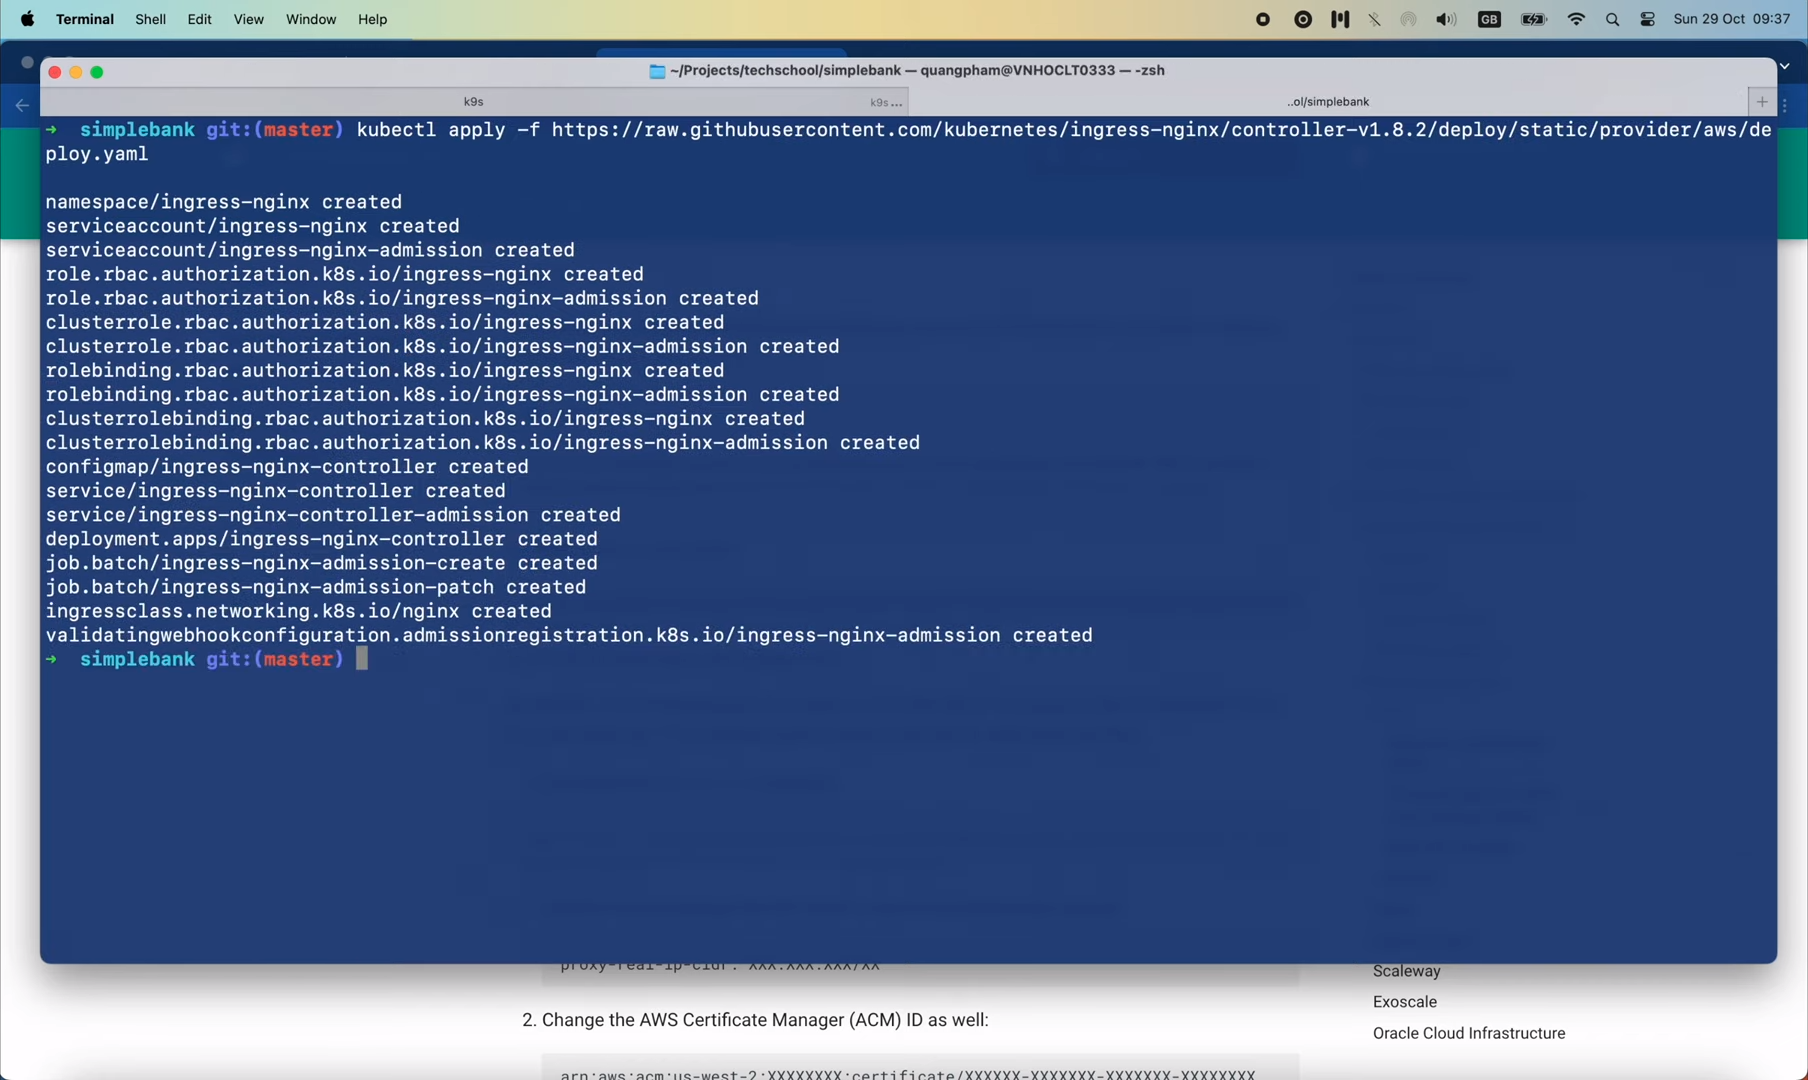 Terminal Shell Edit View Window Help GB Sun 29 Oct 09:37
~/Projects/techschool/simplebank — quangpham@VNHOCLT0333 — -zsh
k9s k9s ... ..ol/simplebank +
→ simplebank git:(master) kubectl apply -f https://raw.githubusercontent.com/kubernetes/ingress-nginx/controller-v1.8.2/deploy/static/provider/aws/de
ploy.yaml
namespace/ingress-nginx created
serviceaccount/ingress-nginx created
serviceaccount/ingress-nginx-admission created
role.rbac.authorization.k8s.io/ingress-nginx created
role.rbac.authorization.k8s.io/ingress-nginx-admission created
clusterrole.rbac.authorization.k8s.io/ingress-nginx created
clusterrole.rbac.authorization.k8s.io/ingress-nginx-admission created
rolebinding.rbac.authorization.k8s.io/ingress-nginx created
rolebinding.rbac.authorization.k8s.io/ingress-nginx-admission created
clusterrolebinding.rbac.authorization.k8s.io/ingress-nginx created
clusterrolebinding.rbac.authorization.k8s.io/ingress-nginx-admission created
configmap/ingress-nginx-controller created
service/ingress-nginx-controller created
service/ingress-nginx-controller-admission created
deployment.apps/ingress-nginx-controller created
job.batch/ingress-nginx-admission-create created
job.batch/ingress-nginx-admission-patch created
ingressclass.networking.k8s.io/nginx created
validatingwebhookconfiguration.admissionregistration.k8s.io/ingress-nginx-admission created
→ simplebank git:(master)
proxy-real-ip-cidr: XXX.XXX.XXX/XX
Scaleway
Exoscale
2. Change the AWS Certificate Manager (ACM) ID as well:
Oracle Cloud Infrastructure
arn:aws:acm:us-west-2:XXXXXXXX:certificate/XXXXXX-XXXXXXX-XXXXXXX-XXXXXXXX